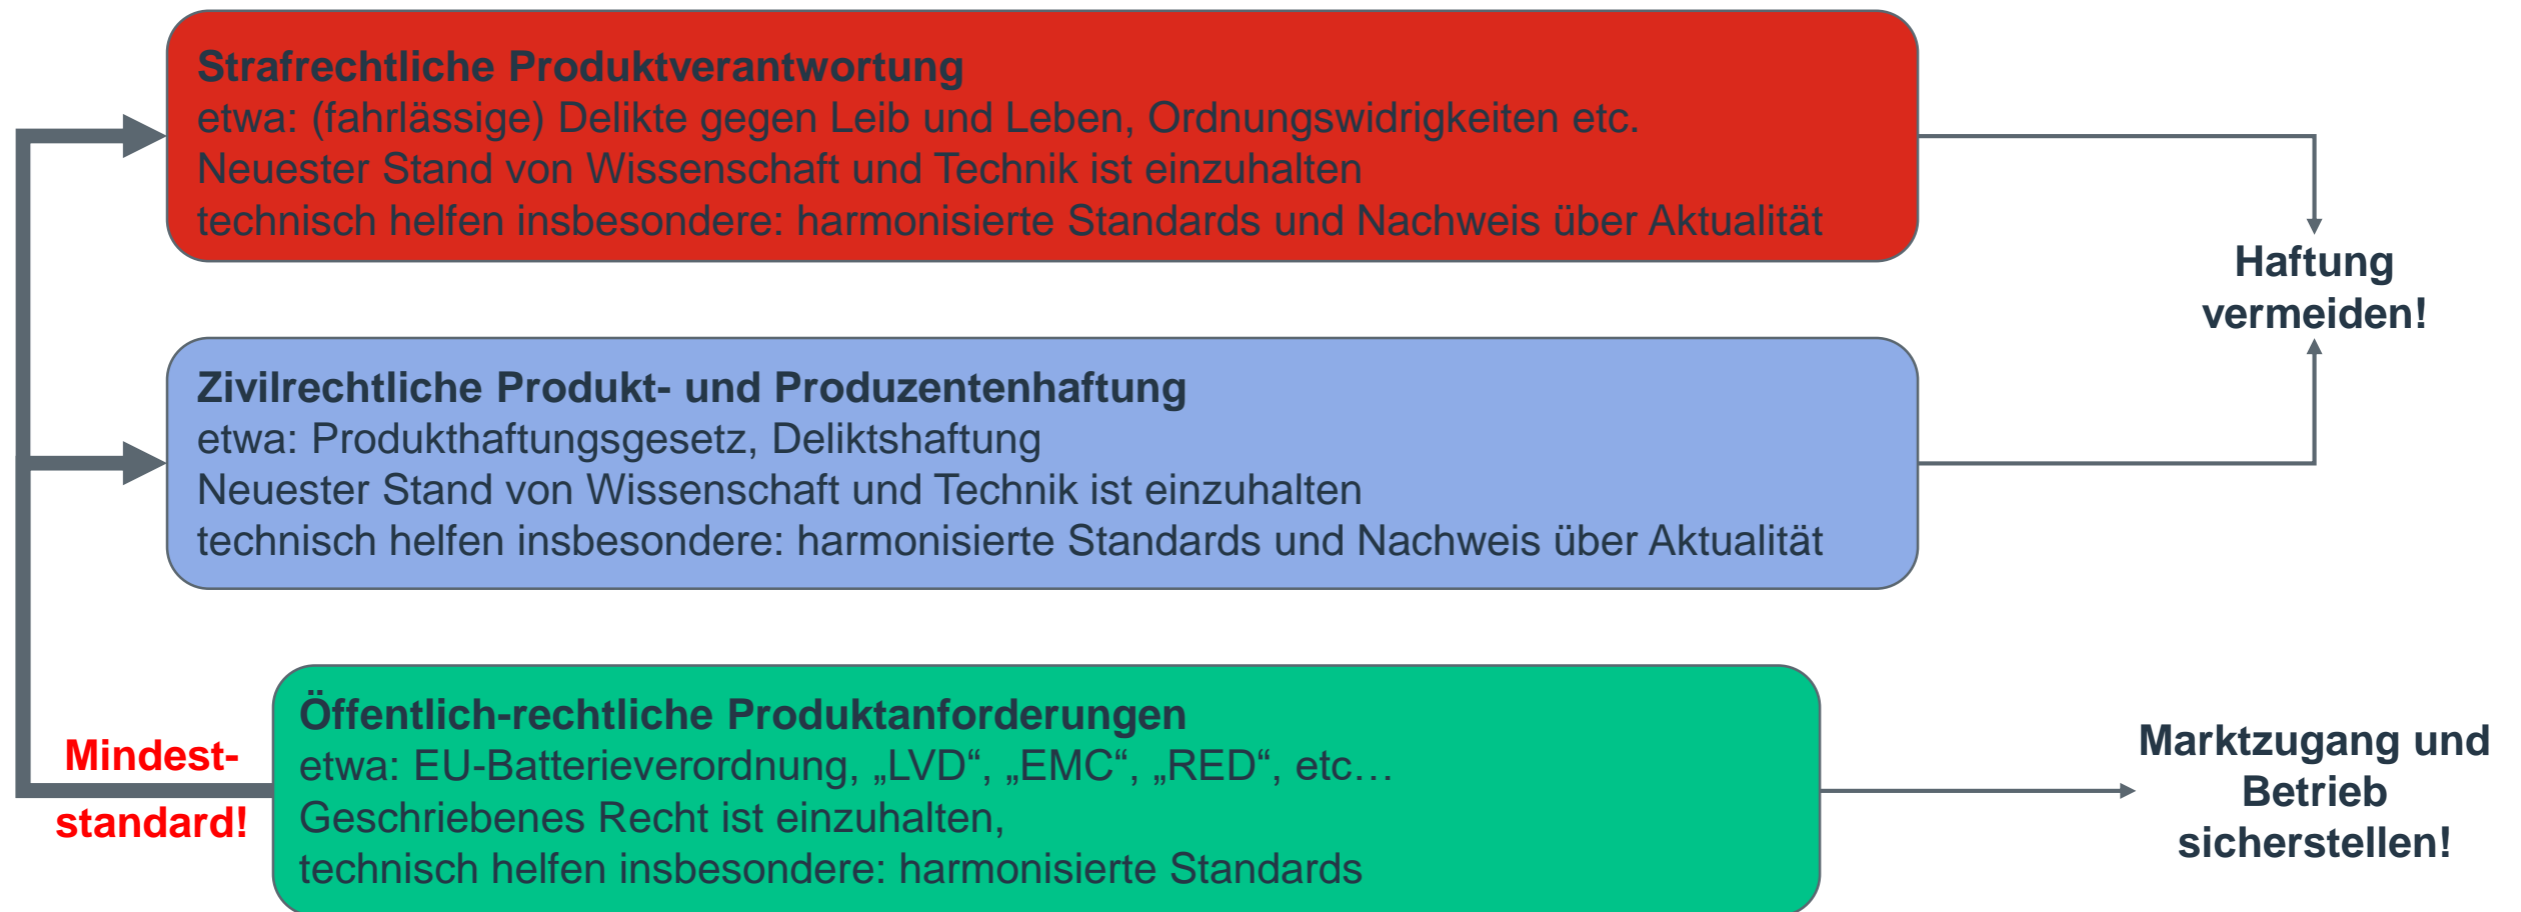 Strafrechtliche Produktverantwortung
etwa: (fahrlässige) Delikte gegen Leib und Leben, Ordnungswidrigkeiten etc.
Neuester Stand von Wissenschaft und Technik ist einzuhalten
technisch helfen insbesondere: harmonisierte Standards und Nachweis über Aktualität
Haftung
vermeiden!
Zivilrechtliche Produkt- und Produzentenhaftung
etwa: Produkthaftungsgesetz, Deliktshaftung
Neuester Stand von Wissenschaft und Technik ist einzuhalten
technisch helfen insbesondere: harmonisierte Standards und Nachweis über Aktualität
Mindest-
standard!
Öffentlich-rechtliche Produktanforderungen
etwa: EU-Batterieverordnung, „LVD“, „EMC“, „RED“, etc…
Geschriebenes Recht ist einzuhalten,
technisch helfen insbesondere: harmonisierte Standards
Marktzugang und
Betrieb
sicherstellen!